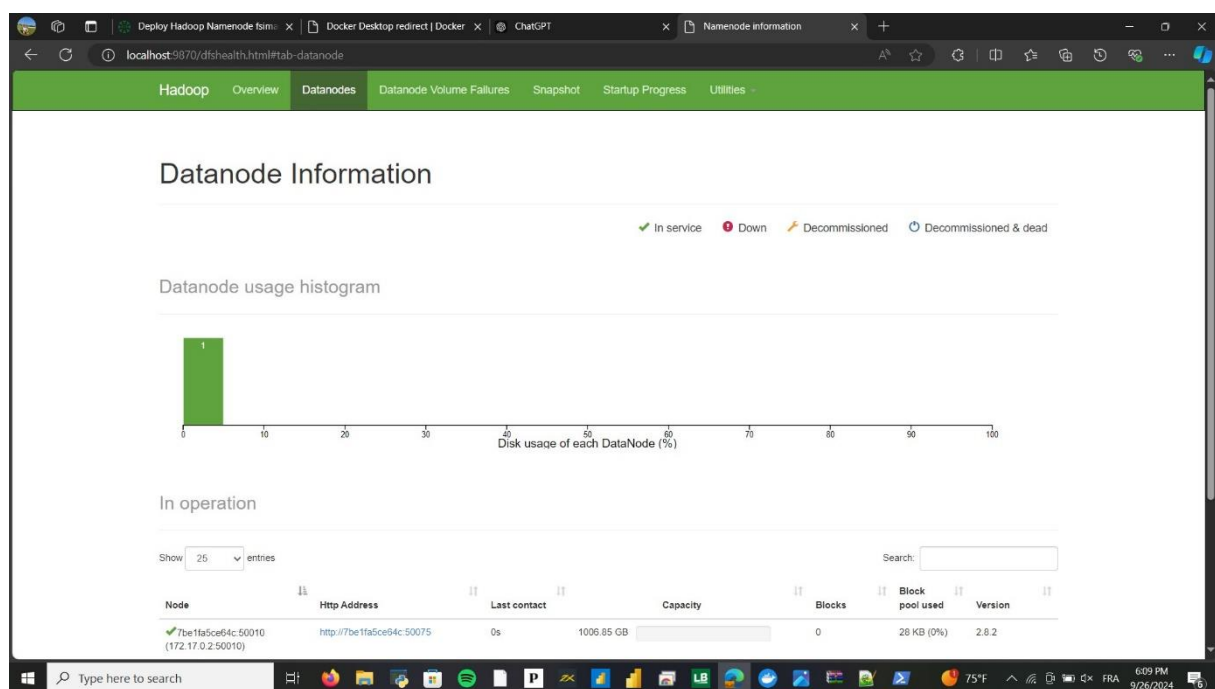 Deploy Hadoop Namenode fsima
Docker Desktop redirect | Docker
ChatGPT
Namenode information
localhost:9870/dfshealth.html#tab-datanode
Hadoop Overview Datanodes Datanode Volume Failures Snapshot Startup Progress Utilities
Datanode Information
In service Down Decommissioned Decommissioned & dead
Datanode usage histogram
1
0 10 20 30 40 50 60 70 80 90 100
Disk usage of each DataNode (%)
In operation
Show 25 entries Search:
Node Http Address Last contact Capacity Blocks Block pool used Version
7be1fa5ce64c:50010 http://7be1fa5ce64c:50075 0s 1006.85 GB 0 28 KB (0%) 2.8.2
(172.17.0.2:50010)
Type here to search 75°F FRA 6:09 PM
9/26/2024